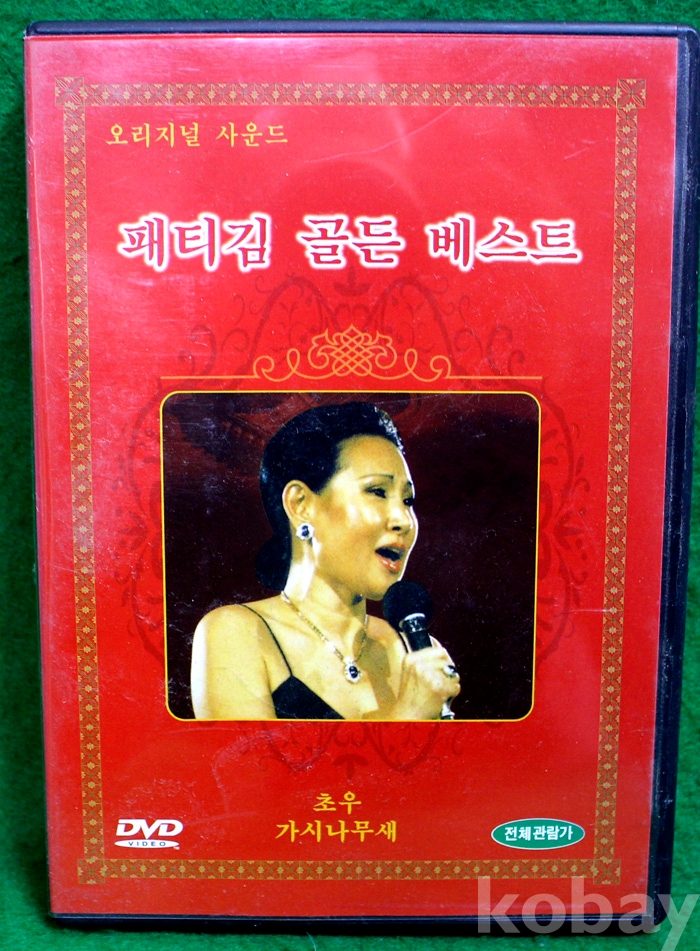 오리지널 사운드
패티김 골든 베스트
초우
가시나무새
DVD
VIDEO
전체관람가
kobay